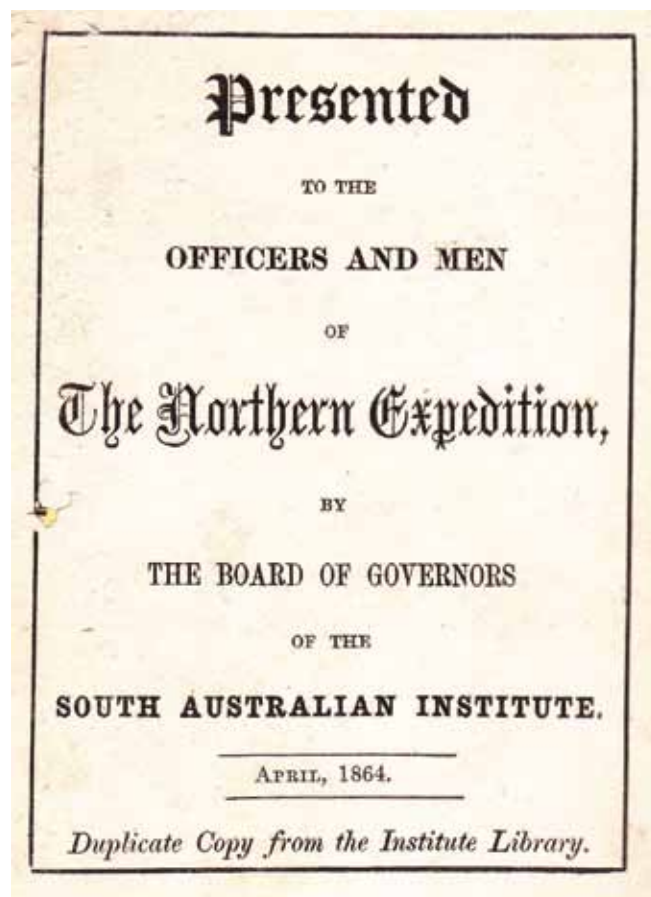 Presented
TO THE
OFFICERS AND MEN
OF
The Northern Expedition,
BY
THE BOARD OF GOVERNORS
OF THE
SOUTH AUSTRALIAN INSTITUTE.
APRIL, 1864.
Duplicate Copy from the Institute Library.